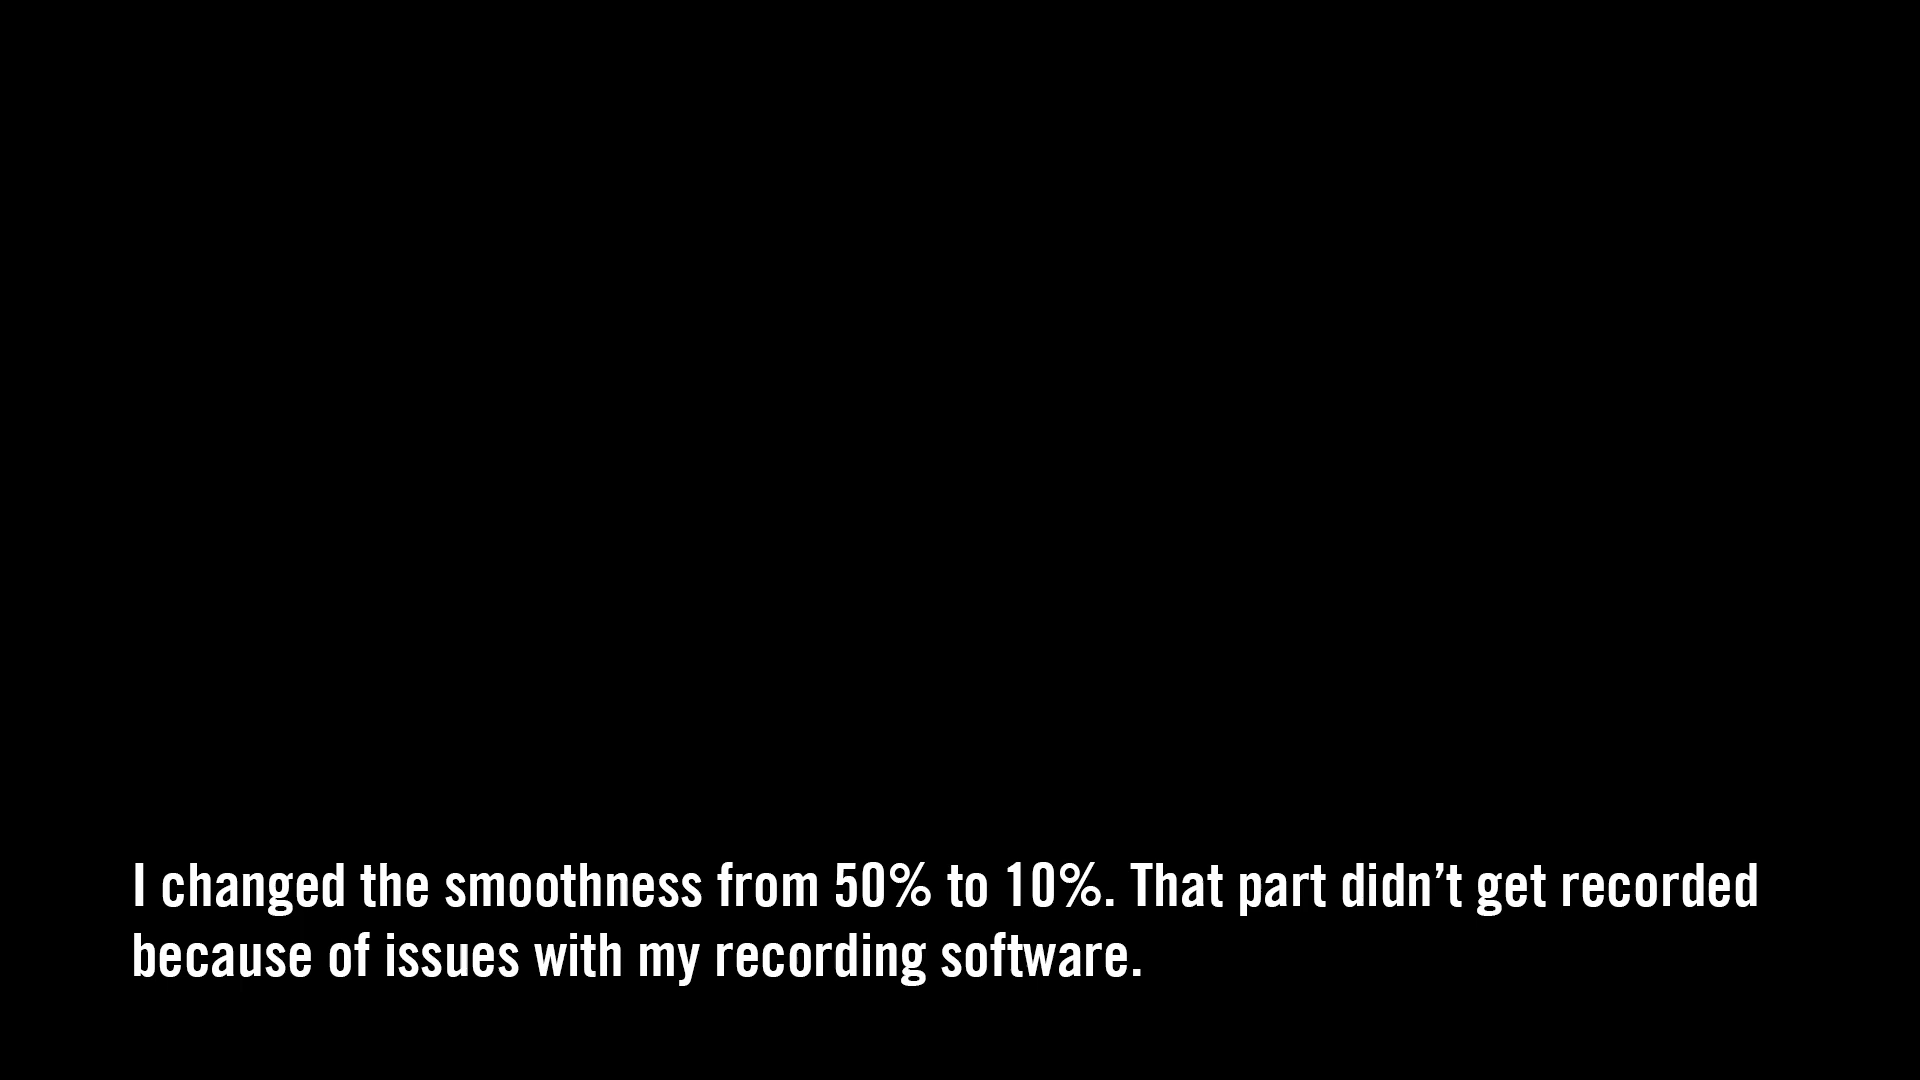 I changed the smoothness from 50% to 10%. That part didn’t get recorded
because of issues with my recording software.